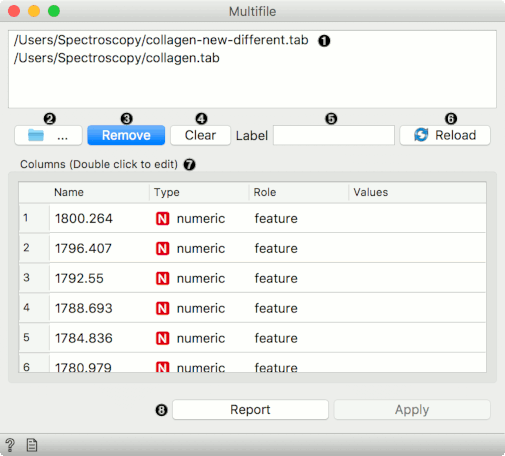 Multifile
/Users/Spectroscopy/collagen-new-different.tab ❶
/Users/Spectroscopy/collagen.tab
❷ ❸ ❹ ❺ ❻
... Remove Clear Label Reload
Columns (Double click to edit) ❼
Name Type Role Values
1 1800.264 N numeric feature
2 1796.407 N numeric feature
3 1792.55 N numeric feature
4 1788.693 N numeric feature
5 1784.836 N numeric feature
6 1780.979 N numeric feature
❽ Report Apply
?